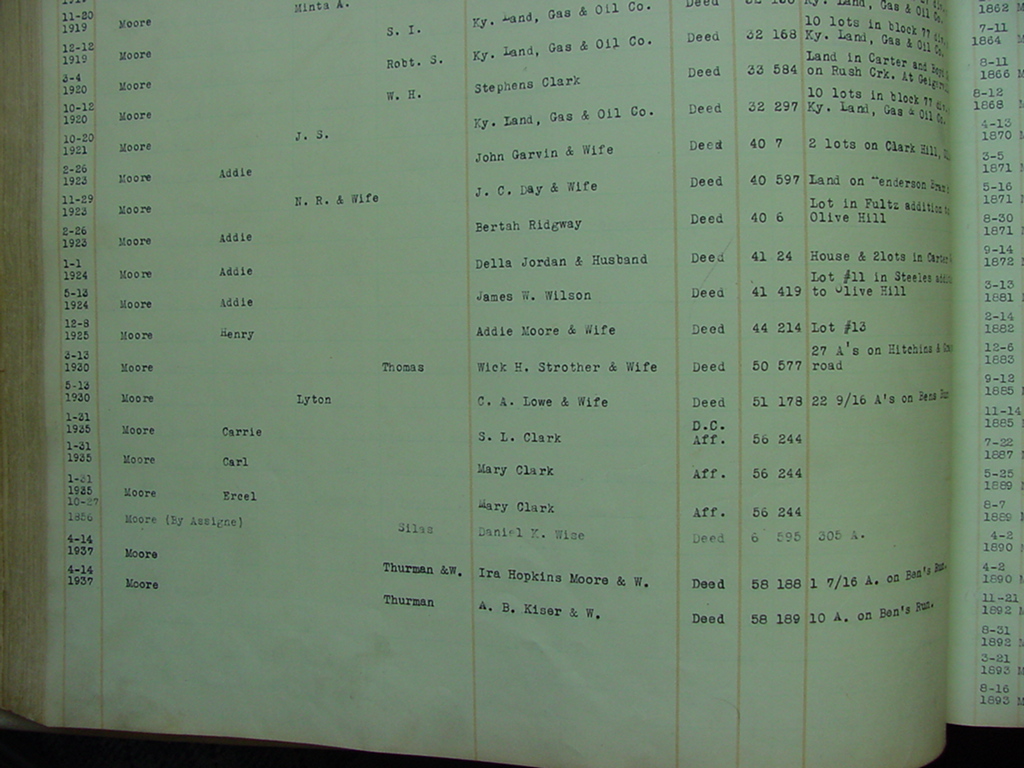 Minta A. Ky. Land, Gas & Oil Co. Deed
11-20
1919 Moore S. I. Ky. Land, Gas & Oil Co. Deed 32 168 10 lots in block 77
Ky. Land, Gas & Oil Co.
12-12
1919 Moore Robt. S. Stephens Clark Deed 33 584 Land in Carter and
on Rush Crk. At
3-4
1920 Moore W. H. Ky. Land, Gas & Oil Co. Deed 32 297 10 lots in block 77
Ky. Land, Gas & Oil Co.
10-12
1920 Moore J. S. John Garvin & Wife Deed 40 7 2 lots on Clark Hill,
10-20
1921 Moore Addie J. C. Day & Wife Deed 40 597 Land on enderson
2-26
1923 Moore N. R. & Wife Bertah Ridgway Deed 40 6 Lot in Fultz addition to
Olive Hill
11-29
1923 Moore Addie Della Jordan & Husband Deed 41 24 House & 2lots in
2-26
1923 Moore Addie James W. Wilson Deed 41 419 Lot #11 in Steeles
to Olive Hill
1-1
1924 Moore Addie Addie Moore & Wife Deed 44 214 Lot #13
5-13
1924 Moore Henry Wick H. Strother & Wife Deed 50 577 27 A's on Hitchins &
road
12-8
1925 Moore Thomas C. A. Lowe & Wife Deed 51 178 22 9/16 A's on Bens Run
3-13
1930 Moore Lyton S. L. Clark D.C.
Aff. 56 244
5-13
1930 Moore Carrie Mary Clark Aff. 56 244
1-31
1935 Moore Carl Mary Clark Aff. 56 244
1-31
1935 Moore Ercel
1-31
1935
10-27
1856 Moore (By Assigne) Silas Daniel K. Wise Deed 6 595 305 A.
4-14
1937 Moore Thurman &W. Ira Hopkins Moore & W. Deed 58 188 1 7/16 A. on Ben's Run.
4-14
1937 Moore Thurman A. B. Kiser & W. Deed 58 189 10 A. on Ben's Run.
1862
7-11
1864
8-11
1866
8-12
1868
4-13
1870
3-5
1871
5-16
1871
8-30
1871
9-14
1872
3-13
1881
2-14
1882
12-6
1883
9-12
1885
11-14
1885
7-22
1887
5-25
1889
8-7
1889
4-2
1890
4-2
1890
11-21
1892
8-31
1892
3-21
1893
8-16
1893